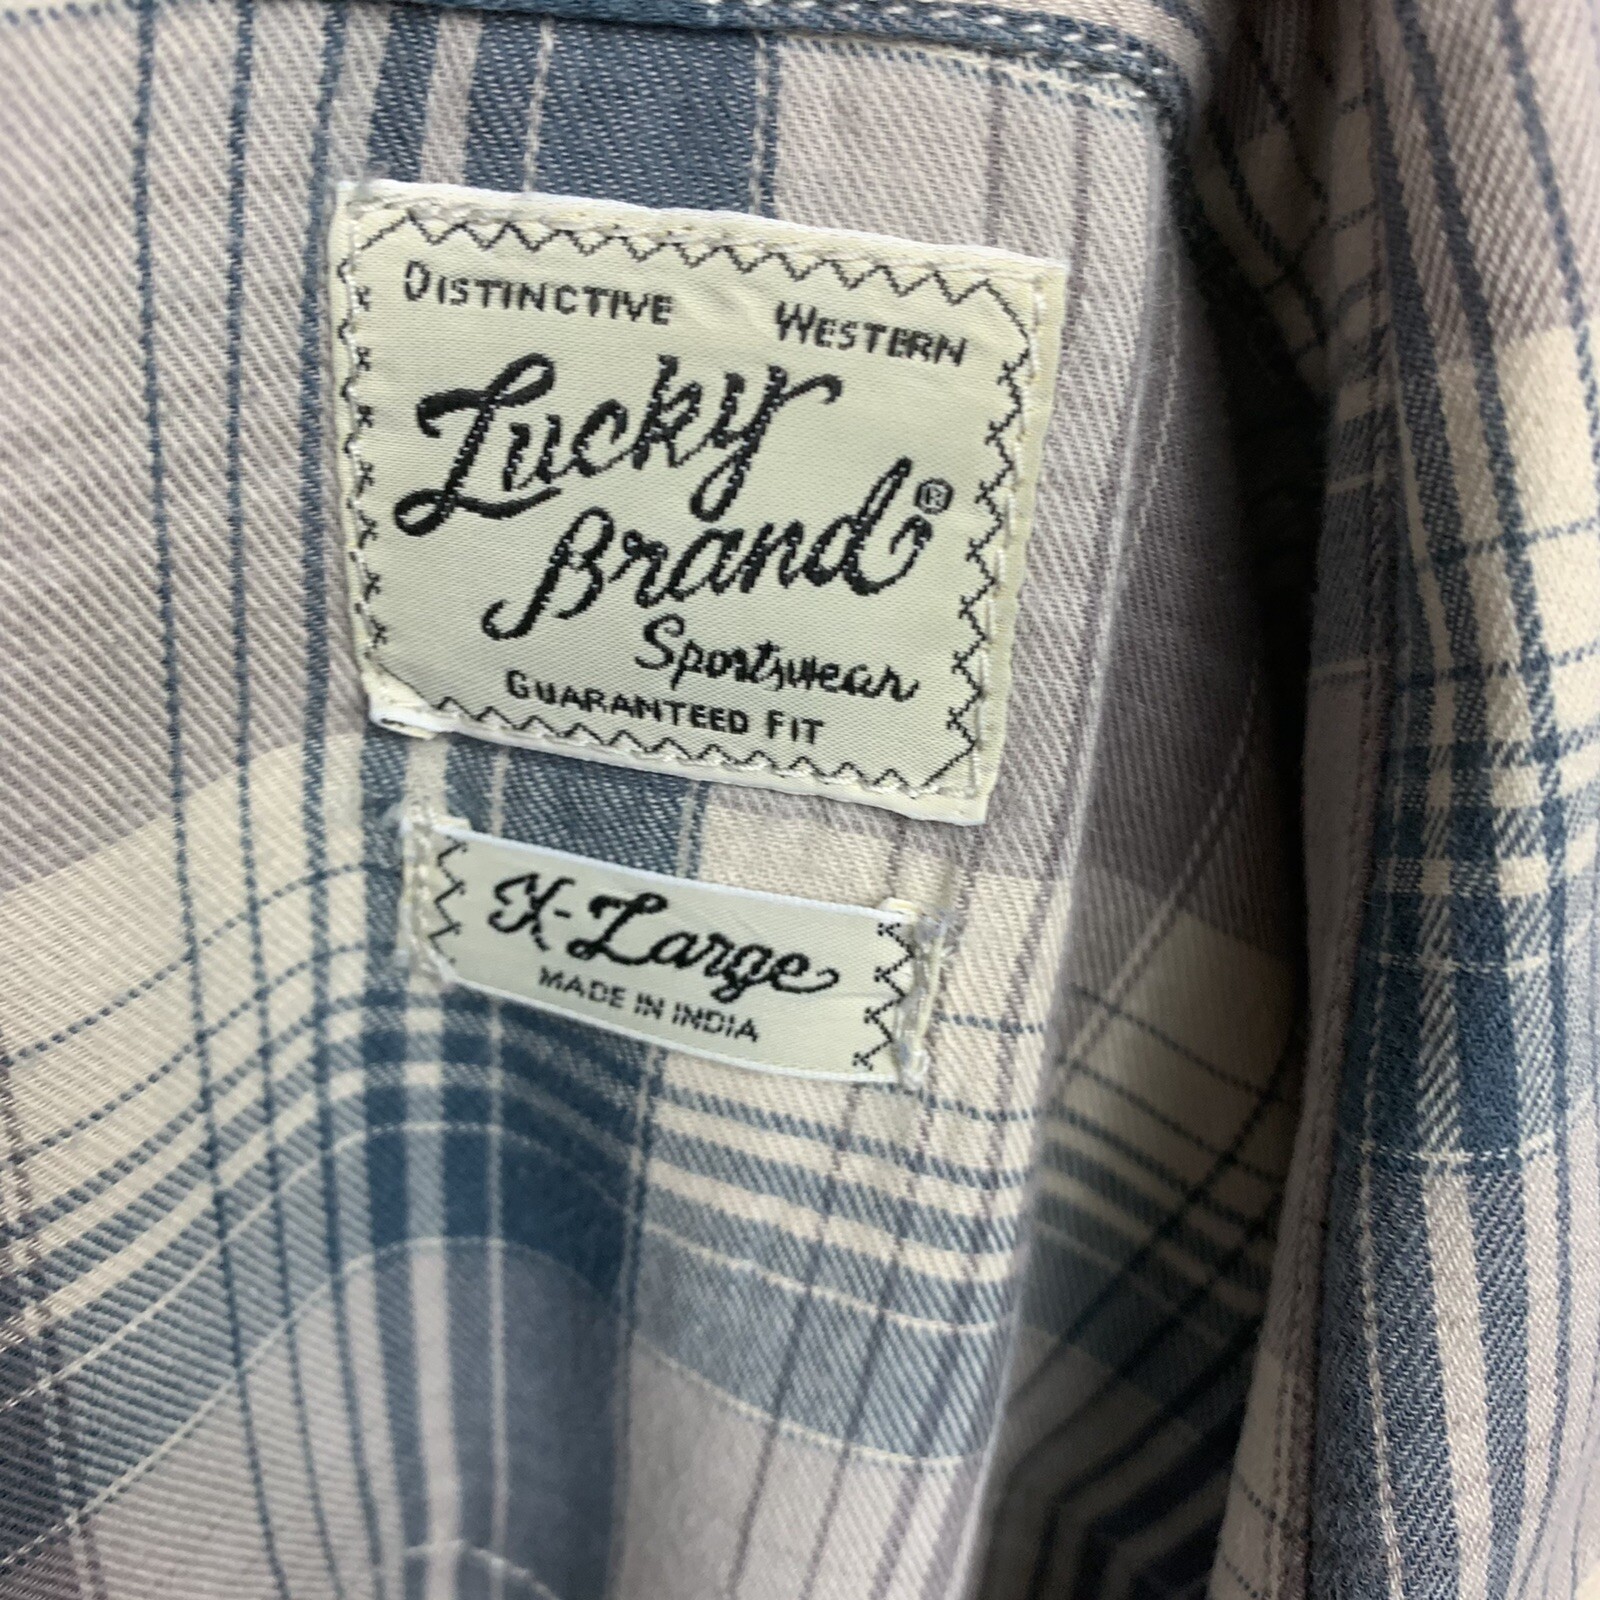 DISTINCTIVE WESTERN
Lucky
Brand®
Sportswear
GUARANTEED FIT
X-Large
MADE IN INDIA